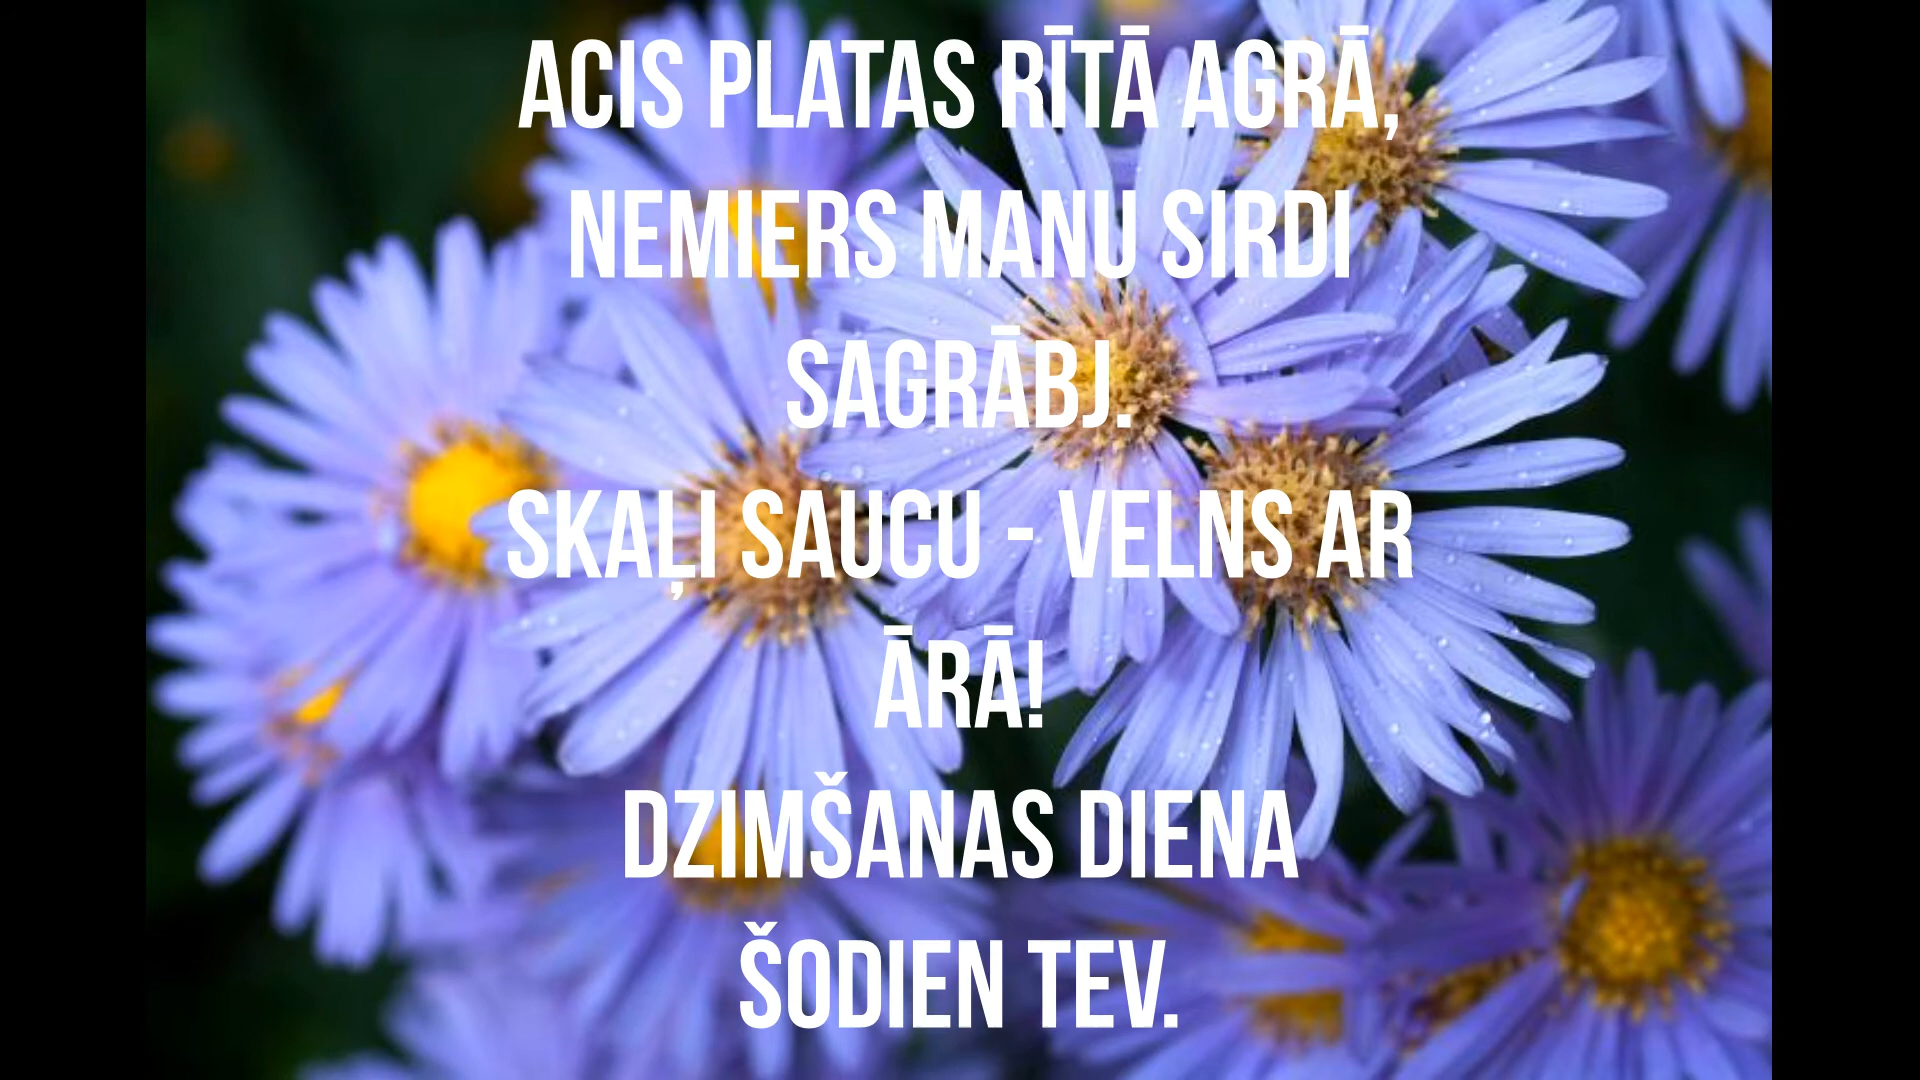 ACIS PLATAS RĪTĀ AGRĀ,
NEMIERS MANU SIRDI
SAGRĀBJ.
SKAĻI SAUCU - VELNS AR
ĀRĀ!
DZIMŠANAS DIENA
ŠODIEN TEV.